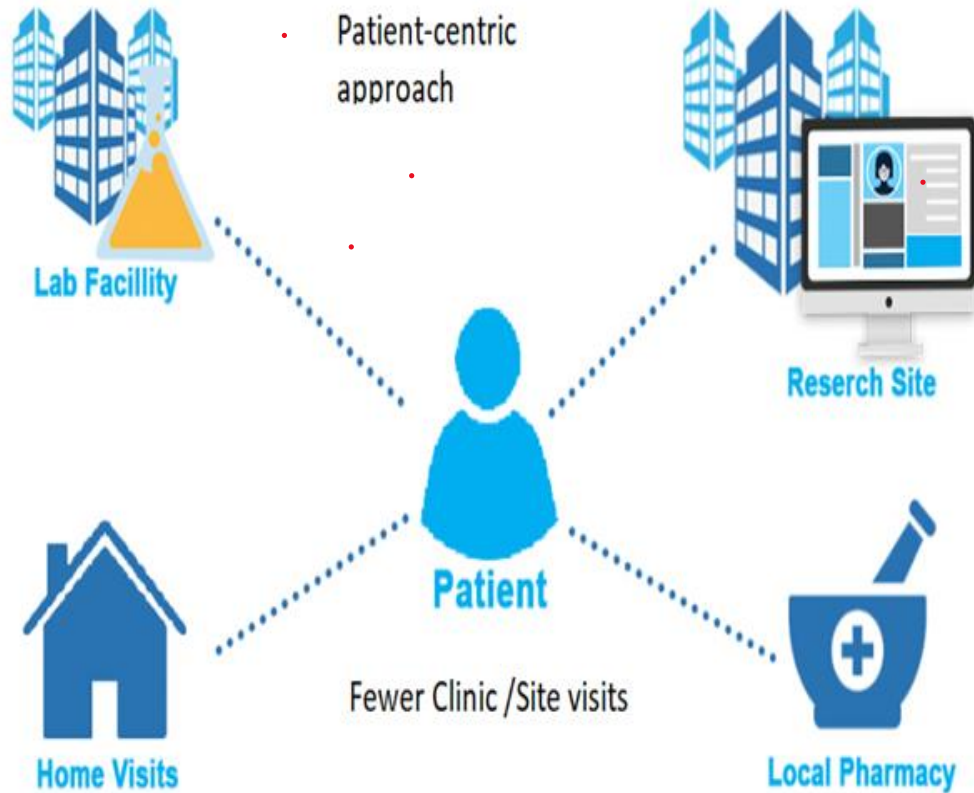 Patient-centric
approach
Lab Facillity
Reserch Site
Patient
Fewer Clinic /Site visits
Home Visits
Local Pharmacy